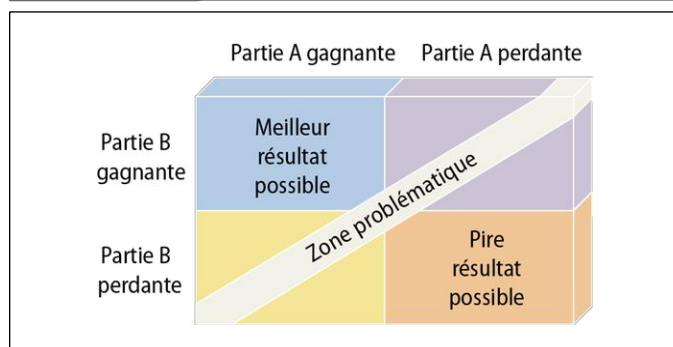 Partie A gagnante
Partie A perdante
Partie B
gagnante
Meilleur
résultat
possible
Zone problématique
Partie B
perdante
Pire
résultat
possible